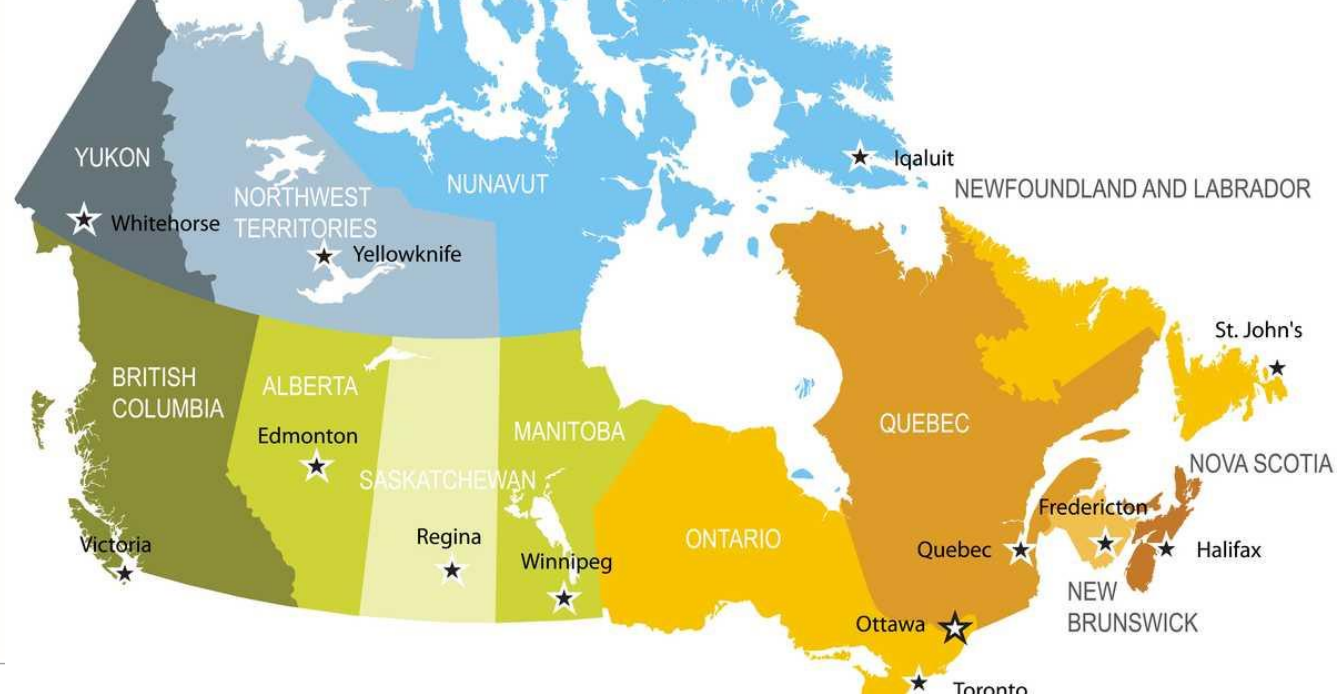 YUKON
Whitehorse
NORTHWEST
TERRITORIES
Yellowknife
NUNAVUT
Iqaluit
NEWFOUNDLAND AND LABRADOR
St. John's
BRITISH
COLUMBIA
Victoria
ALBERTA
Edmonton
SASKATCHEWAN
Regina
MANITOBA
Winnipeg
ONTARIO
QUEBEC
Quebec
Ottawa
Toronto
Fredericton
NEW
BRUNSWICK
NOVA SCOTIA
Halifax